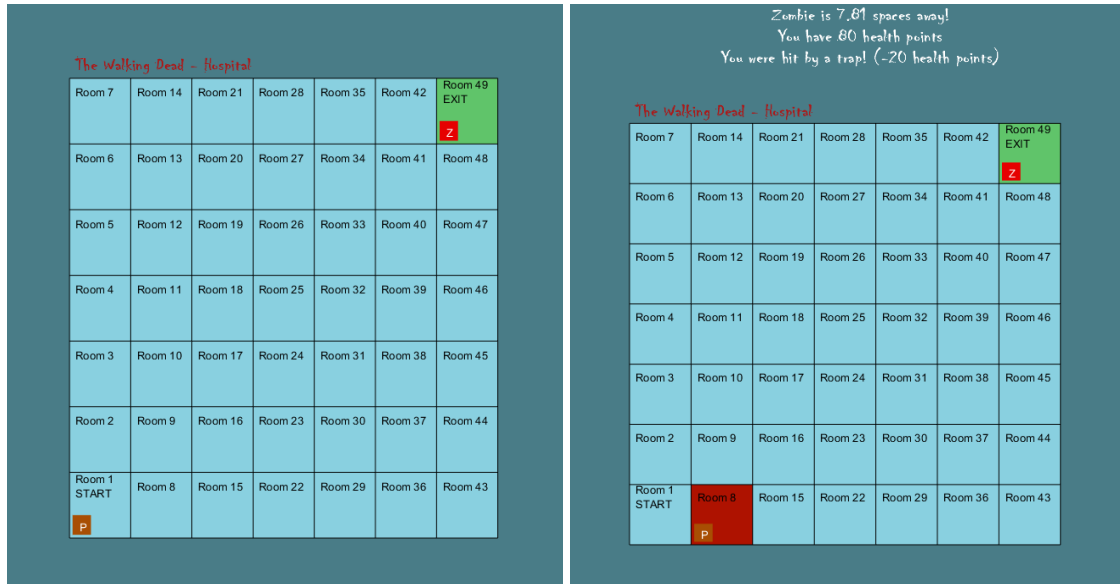 The Walking Dead - Hospital
Room 7 Room 14 Room 21 Room 28 Room 35 Room 42 Room 49
EXIT
Z
Room 6 Room 13 Room 20 Room 27 Room 34 Room 41 Room 48
Room 5 Room 12 Room 19 Room 26 Room 33 Room 40 Room 47
Room 4 Room 11 Room 18 Room 25 Room 32 Room 39 Room 46
Room 3 Room 10 Room 17 Room 24 Room 31 Room 38 Room 45
Room 2 Room 9 Room 16 Room 23 Room 30 Room 37 Room 44
Room 1 Room 8 Room 15 Room 22 Room 29 Room 36 Room 43
START
P
Zombie is 7.81 spaces away!
You have 80 health points
You were hit by a trap! (-20 health points)
The Walking Dead - Hospital
Room 7 Room 14 Room 21 Room 28 Room 35 Room 42 Room 49
EXIT
Z
Room 6 Room 13 Room 20 Room 27 Room 34 Room 41 Room 48
Room 5 Room 12 Room 19 Room 26 Room 33 Room 40 Room 47
Room 4 Room 11 Room 18 Room 25 Room 32 Room 39 Room 46
Room 3 Room 10 Room 17 Room 24 Room 31 Room 38 Room 45
Room 2 Room 9 Room 16 Room 23 Room 30 Room 37 Room 44
Room 1 Room 8 Room 15 Room 22 Room 29 Room 36 Room 43
START
P